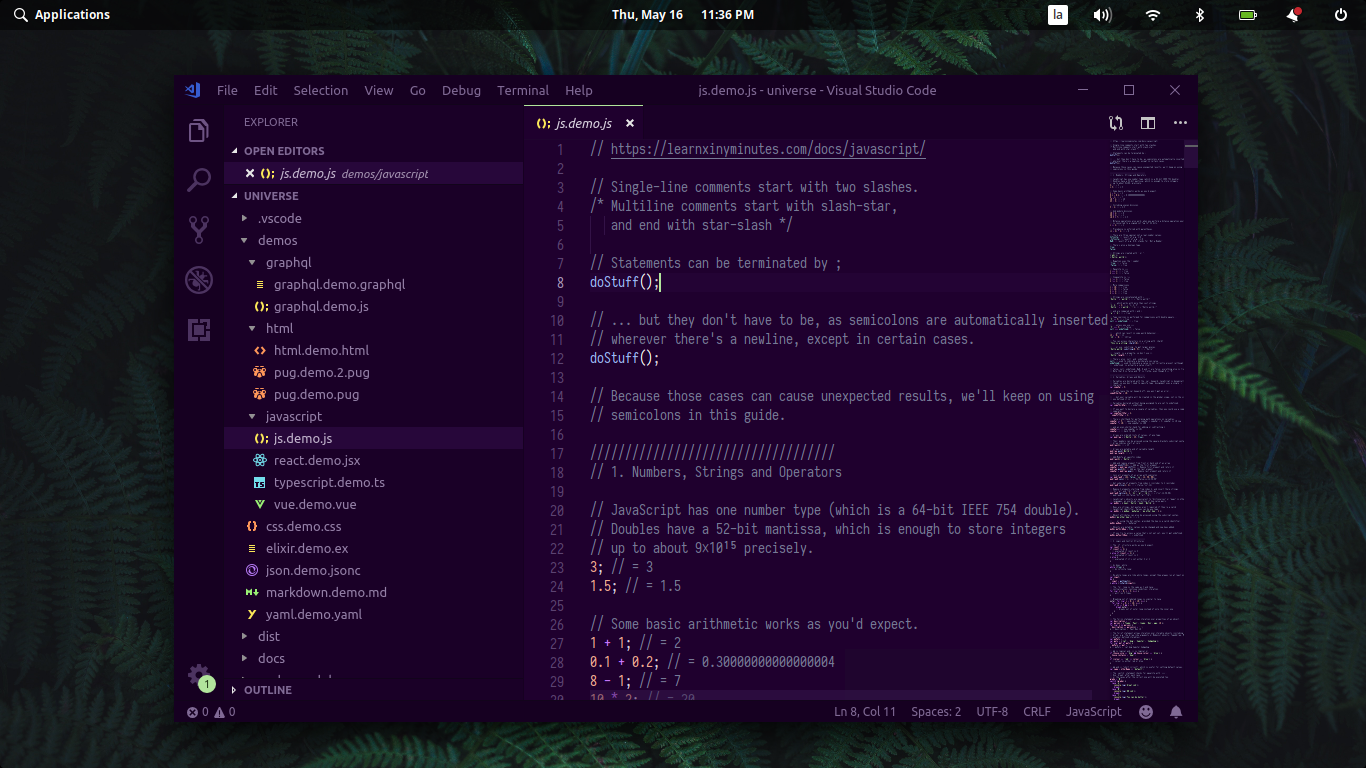 Applications
Thu, May 16 11:36 PM
la
File Edit Selection View Go Debug Terminal Help
js.demo.js - universe - Visual Studio Code
EXPLORER
OPEN EDITORS
js.demo.js demos/javascript
UNIVERSE
.vscode
demos
graphql
graphql.demo.graphql
graphql.demo.js
html
html.demo.html
pug.demo.2.pug
pug.demo.pug
javascript
js.demo.js
react.demo.jsx
typescript.demo.ts
vue.demo.vue
css.demo.css
elixir.demo.ex
json.demo.jsonc
markdown.demo.md
yaml.demo.yaml
dist
docs
OUTLINE
1
js.demo.js
1 // https://learnxinyminutes.com/docs/javascript/
2
3 // Single-line comments start with two slashes.
4 /* Multiline comments start with slash-star,
5 and end with star-slash */
6
7 // Statements can be terminated by ;
8 doStuff();
9
10 // ... but they don't have to be, as semicolons are automatically inserted
11 // wherever there's a newline, except in certain cases.
12 doStuff();
13
14 // Because those cases can cause unexpected results, we'll keep on using
15 // semicolons in this guide.
16
17 ///////////////////////////////////
18 // 1. Numbers, Strings and Operators
19
20 // JavaScript has one number type (which is a 64-bit IEEE 754 double).
21 // Doubles have a 52-bit mantissa, which is enough to store integers
22 // up to about 9×10¹⁵ precisely.
23 3; // = 3
24 1.5; // = 1.5
25
26 // Some basic arithmetic works as you'd expect.
27 1 + 1; // = 2
28 0.1 + 0.2; // = 0.30000000000000004
29 8 - 1; // = 7
0 0
Ln 8, Col 11 Spaces: 2 UTF-8 CRLF JavaScript